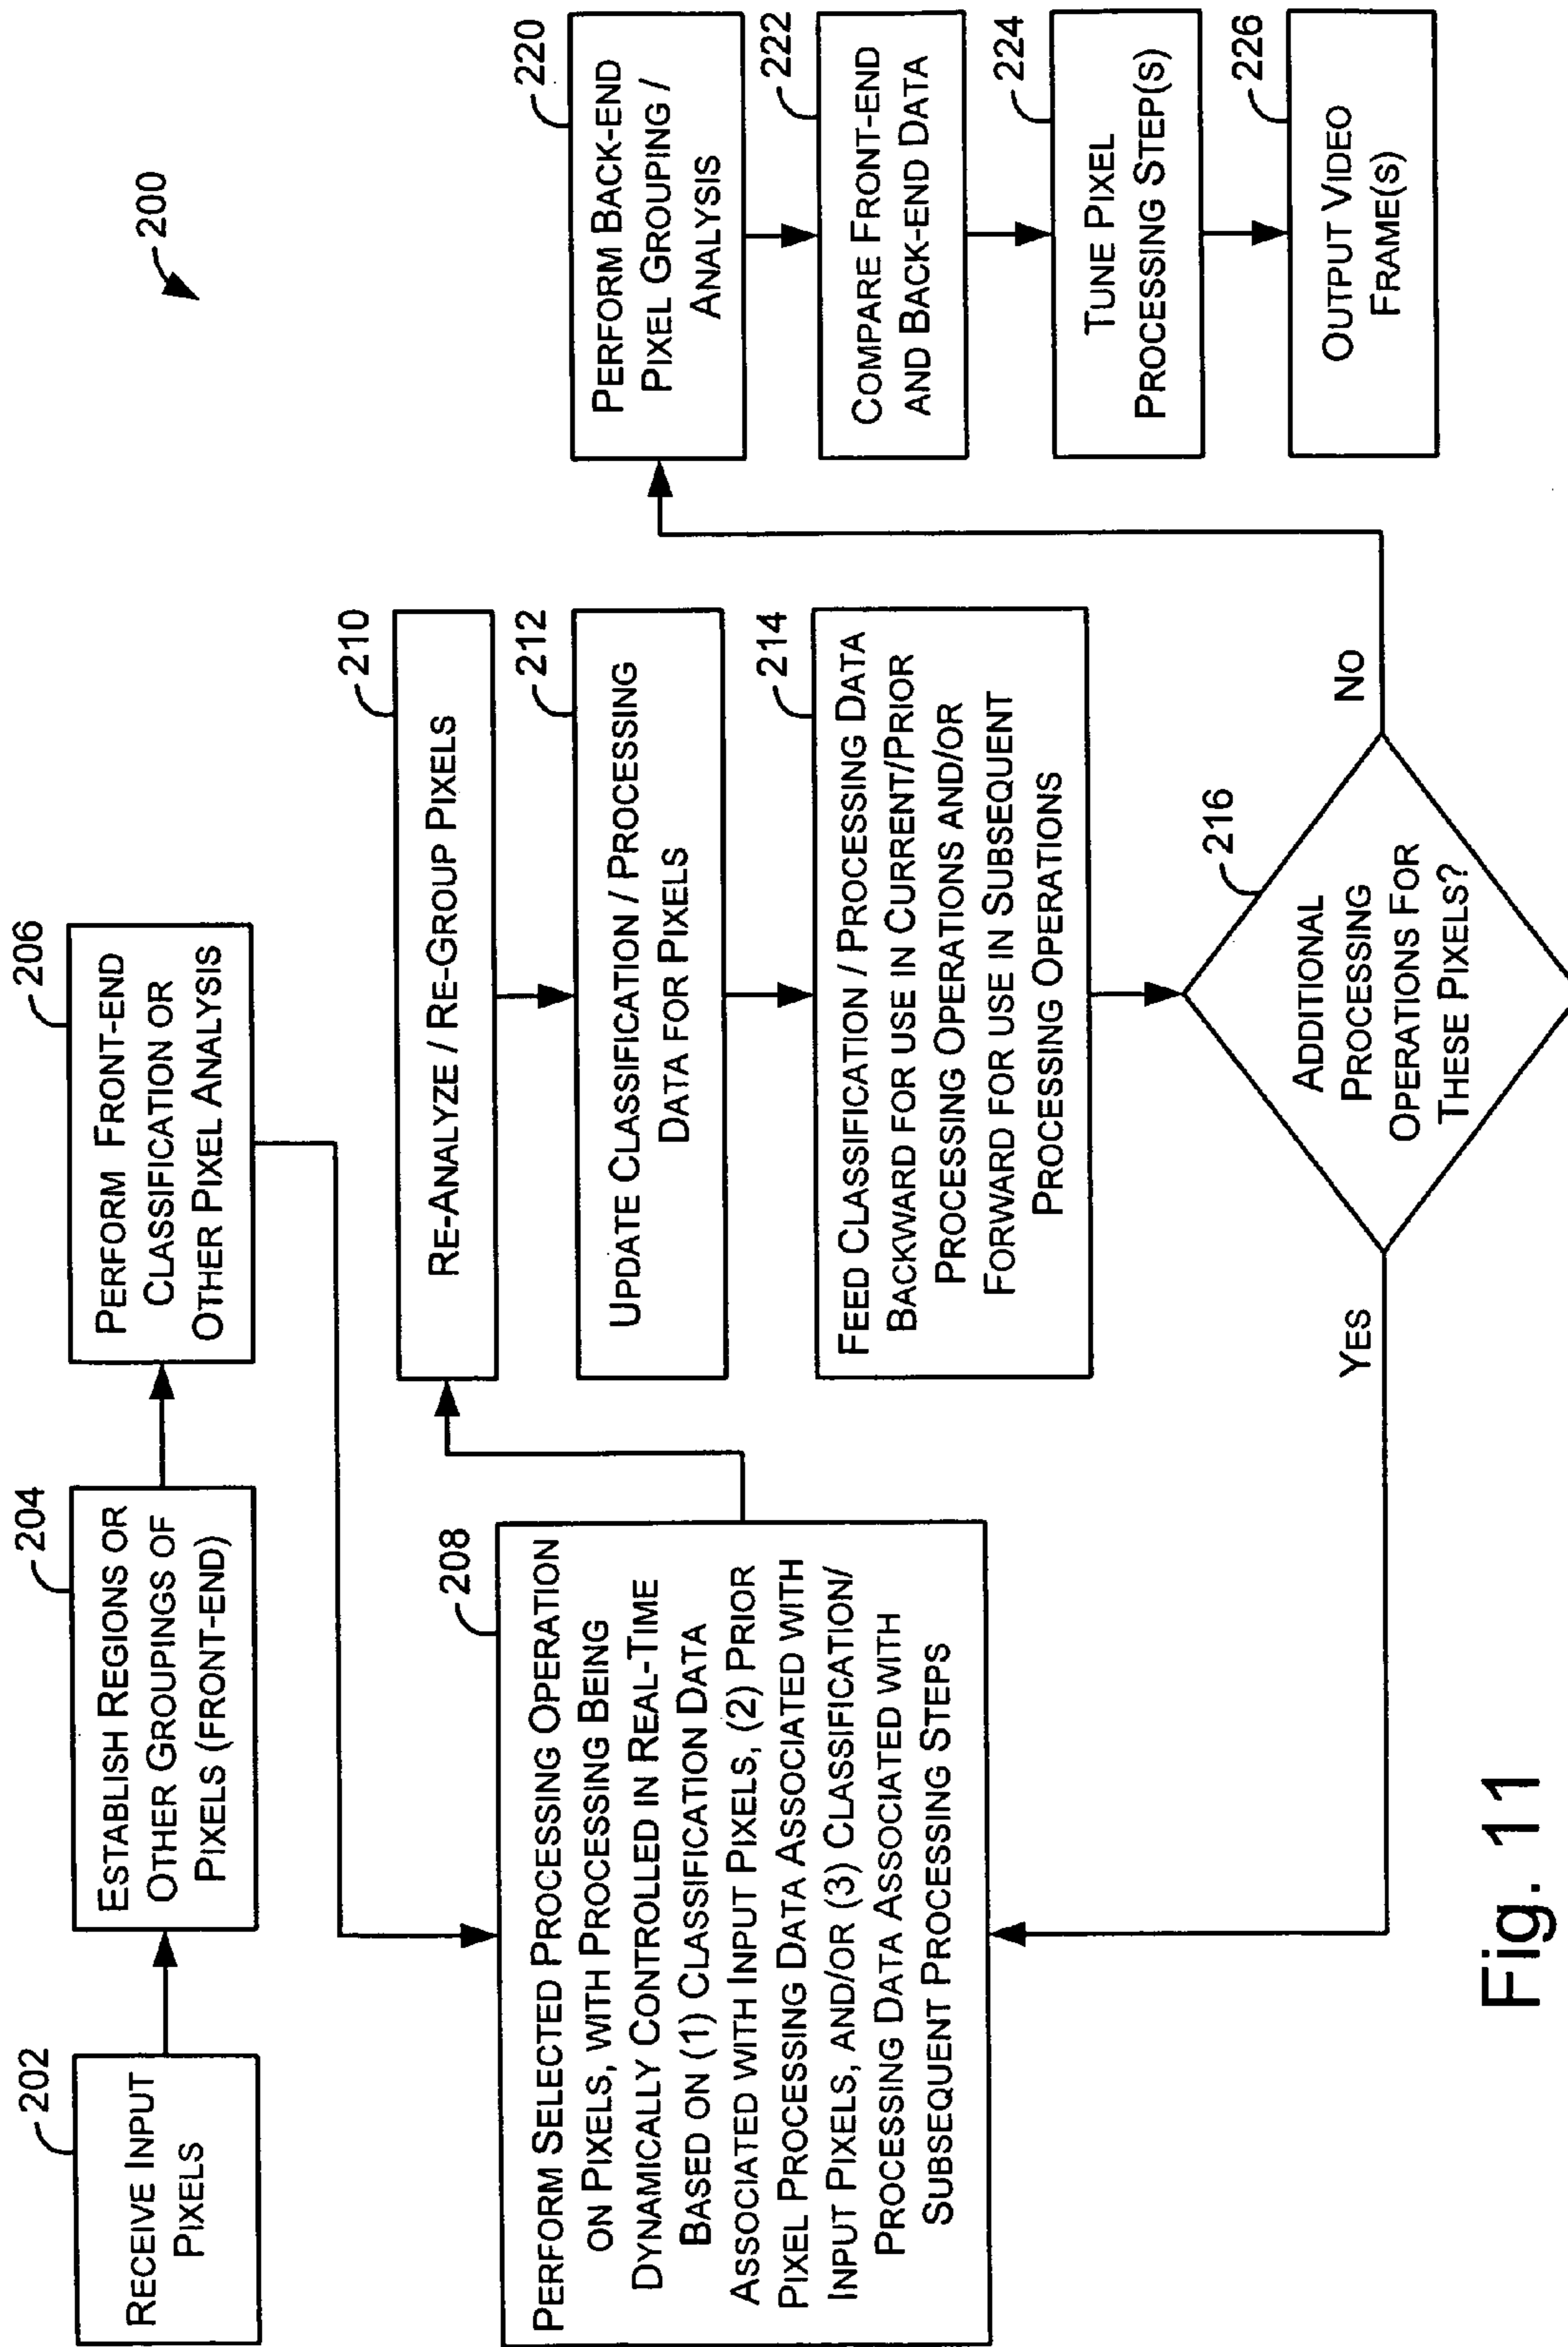 200
202
RECEIVE INPUT
PIXELS
204
ESTABLISH REGIONS OR
OTHER GROUPINGS OF
PIXELS (FRONT-END)
206
PERFORM FRONT-END
CLASSIFICATION OR
OTHER PIXEL ANALYSIS
208
PERFORM SELECTED PROCESSING OPERATION
ON PIXELS, WITH PROCESSING BEING
DYNAMICALLY CONTROLLED IN REAL-TIME
BASED ON (1) CLASSIFICATION DATA
ASSOCIATED WITH INPUT PIXELS, (2) PRIOR
PIXEL PROCESSING DATA ASSOCIATED WITH
INPUT PIXELS, AND/OR (3) CLASSIFICATION/
PROCESSING DATA ASSOCIATED WITH
SUBSEQUENT PROCESSING STEPS
210
RE-ANALYZE / RE-GROUP PIXELS
212
UPDATE CLASSIFICATION / PROCESSING
DATA FOR PIXELS
214
FEED CLASSIFICATION / PROCESSING DATA
BACKWARD FOR USE IN CURRENT/PRIOR
PROCESSING OPERATIONS AND/OR
FORWARD FOR USE IN SUBSEQUENT
PROCESSING OPERATIONS
216
ADDITIONAL
PROCESSING
OPERATIONS FOR
THESE PIXELS?
YES
NO
220
PERFORM BACK-END
PIXEL GROUPING /
ANALYSIS
222
COMPARE FRONT-END
AND BACK-END DATA
224
TUNE PIXEL
PROCESSING STEP(S)
226
OUTPUT VIDEO
FRAME(S)
Fig. 11